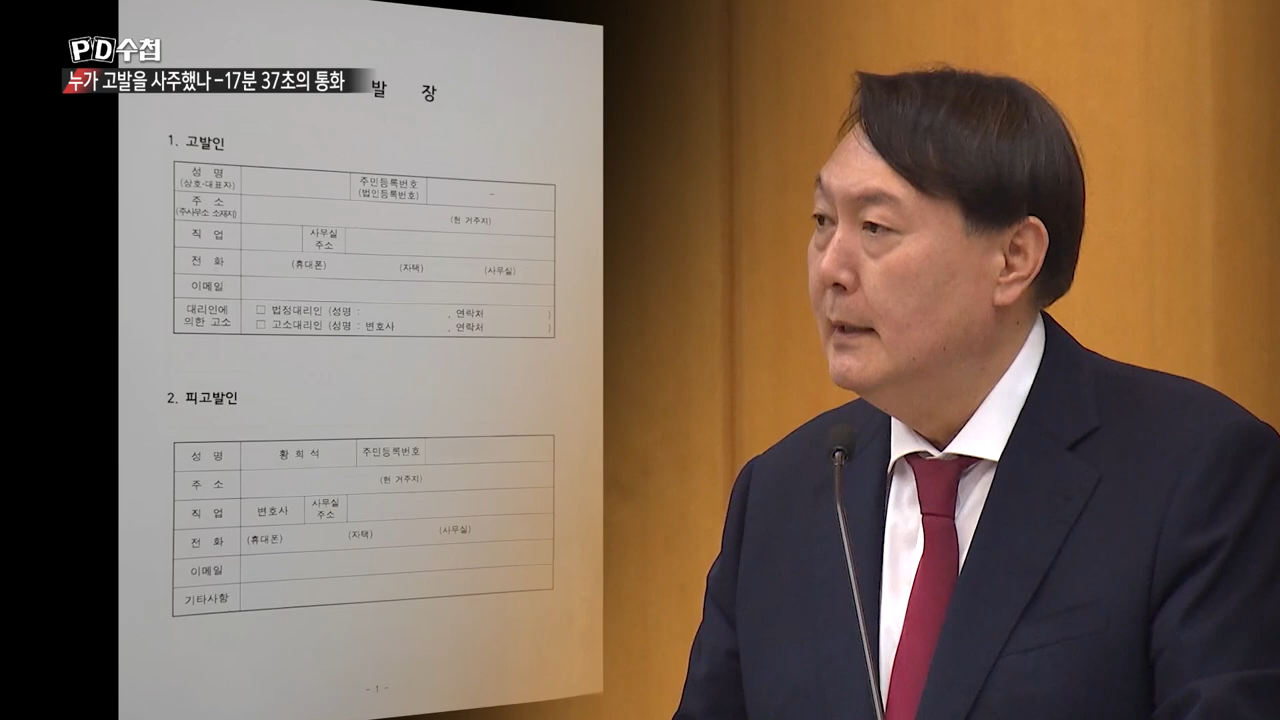 PD수첩
누가 고발을 사주했나-17분 37초의 통화
발 장
1. 고발인
성 명
(상호·대표자)
주민등록번호
(법인등록번호)
-
주 소
(주사무소 소재지)
(현 거주지)
직 업
사무실
주소
전 화
(휴대폰) (자택) (사무실)
이메일
대리인에
의한 고소
□ 법정대리인 (성명 : , 연락처 )
□ 고소대리인 (성명 : 변호사 , 연락처 )
2. 피고발인
성 명
황 희 석
주민등록번호
주 소
(현 거주지)
직 업
변호사
사무실
주소
전 화
(휴대폰) (자택) (사무실)
이메일
기타사항
- 1 -